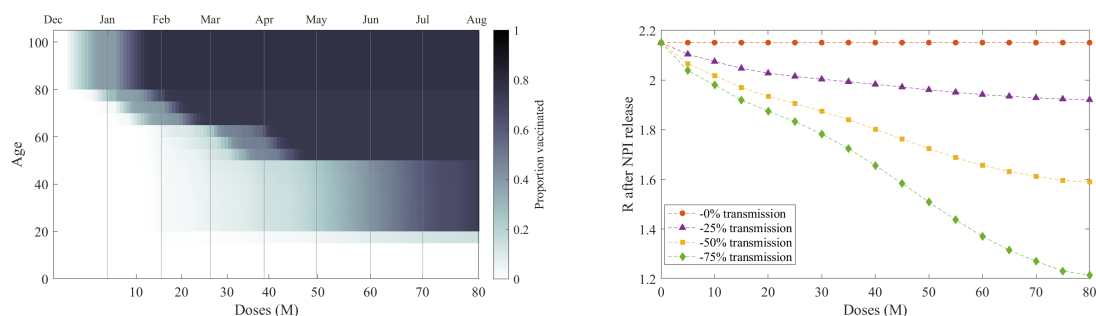 Dec Jan Feb Mar Apr May Jun Jul Aug
100
80
60
40
20
0
Age
10 20 30 40 50 60 70 80
Doses (M)
1
0.8
0.6
0.4
0.2
0
Proportion vaccinated
2.2
2
1.8
1.6
1.4
1.2
R after NPI release
-0% transmission
-25% transmission
-50% transmission
-75% transmission
0 10 20 30 40 50 60 70 80
Doses (M)